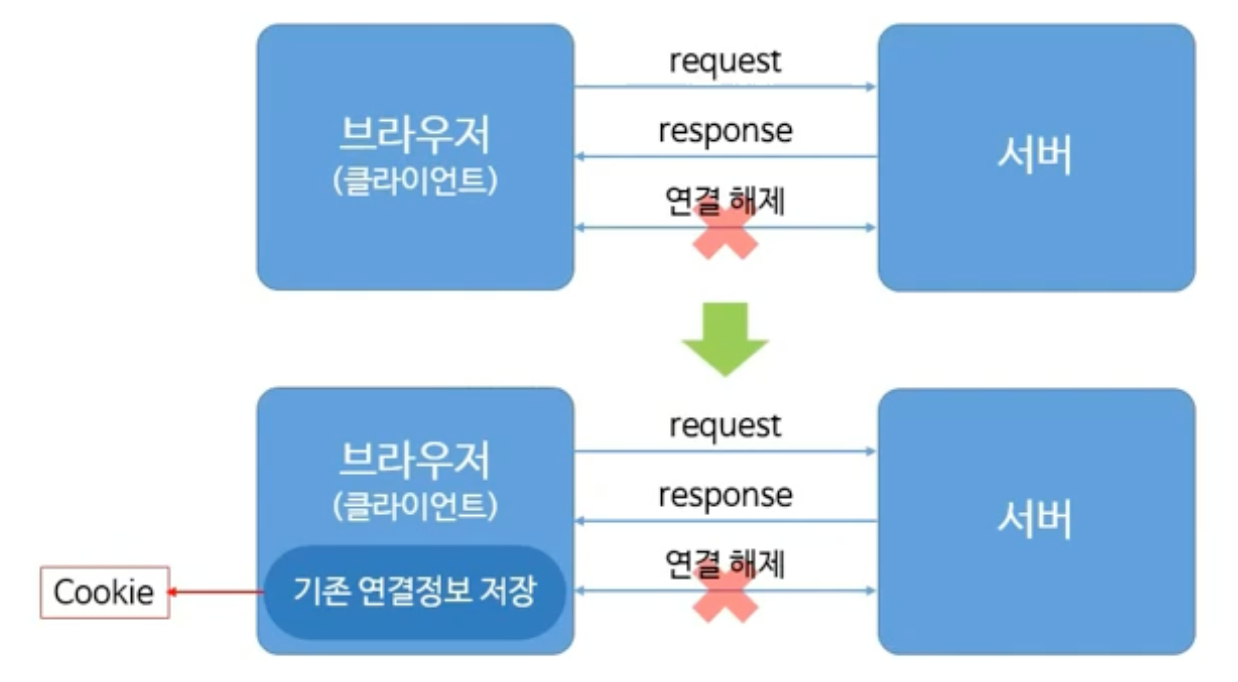 request
브라우저
(클라이언트)
response
서버
연결 해제
request
브라우저
(클라이언트)
response
서버
연결 해제
Cookie
기존 연결정보 저장